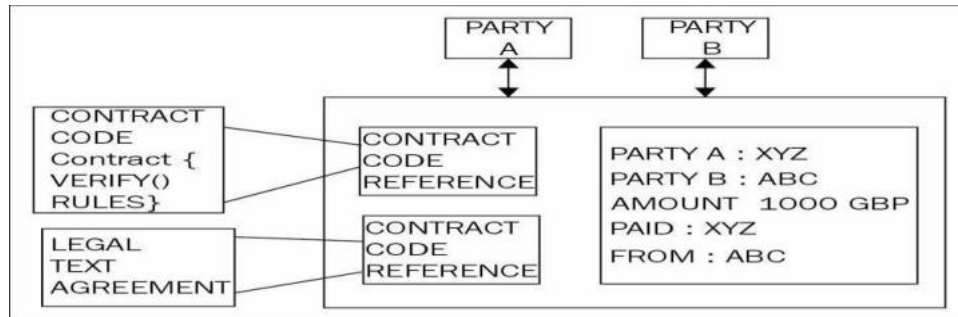 PARTY
A
PARTY
B
CONTRACT
CODE
Contract {
VERIFY()
RULES}
CONTRACT
CODE
REFERENCE
PARTY A : XYZ
PARTY B : ABC
AMOUNT 1000 GBP
PAID : XYZ
FROM : ABC
LEGAL
TEXT
AGREEMENT
CONTRACT
CODE
REFERENCE